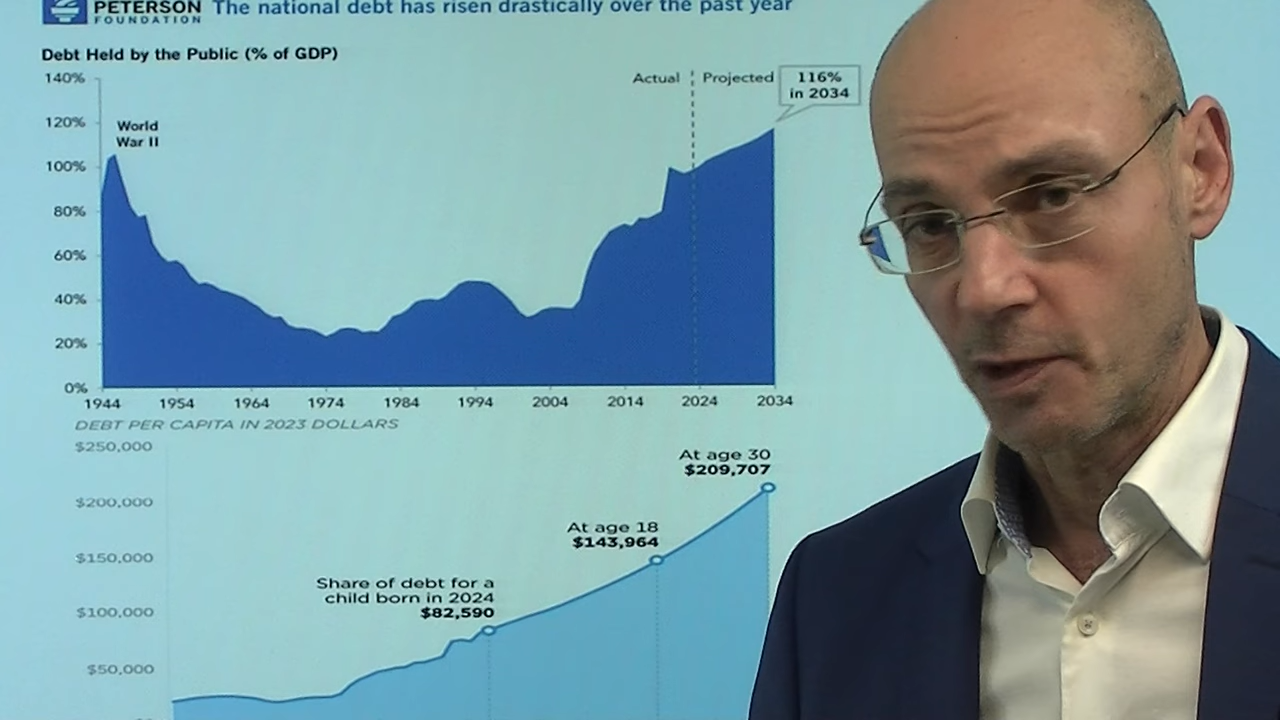 PETERSON
FOUNDATION
The national debt has risen drastically over the past year
Debt Held by the Public (% of GDP)
140%
120%
100%
80%
60%
40%
20%
0%
World
War II
Actual
Projected
116%
in 2034
1944 1954 1964 1974 1984 1994 2004 2014 2024 2034
DEBT PER CAPITA IN 2023 DOLLARS
$250,000
$200,000
$150,000
$100,000
$50,000
At age 30
$209,707
At age 18
$143,964
Share of debt for a
child born in 2024
$82,590